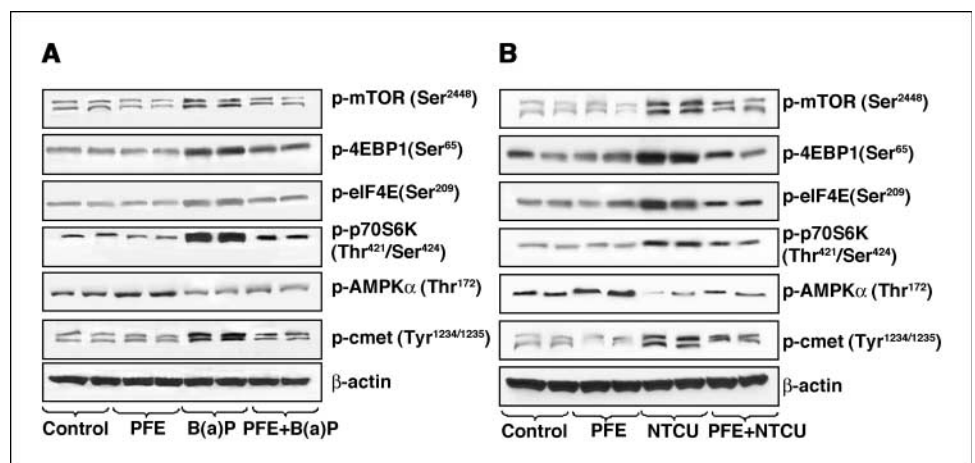 A
p-mTOR (Ser2448)
p-4EBP1(Ser65)
p-eIF4E(Ser209)
p-p70S6K
(Thr421/Ser424)
p-AMPKα (Thr172)
p-cmet (Tyr1234/1235)
β-actin
Control PFE B(a)P PFE+B(a)P
B
p-mTOR (Ser2448)
p-4EBP1(Ser65)
p-eIF4E(Ser209)
p-p70S6K
(Thr421/Ser424)
p-AMPKα (Thr172)
p-cmet (Tyr1234/1235)
β-actin
Control PFE NTCU PFE+NTCU